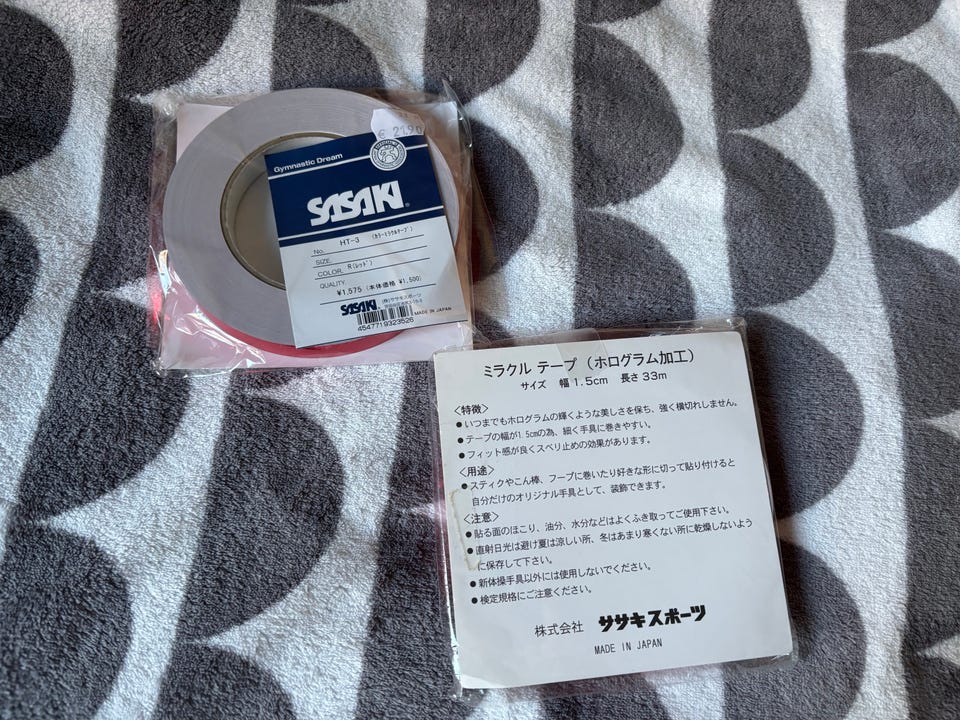 € 21.90
Gymnastic Dream
SASAKI®
No. HT-3 (カラーミラクルテープ)
SIZE
COLOR R(レッド)
QUALITY
¥1,575 (本体価格 ¥1,500)
SASAKI (株)ササキスポーツ
MADE IN JAPAN
4547719323526
ミラクル テープ (ホログラム加工)
サイズ 幅 1.5cm 長さ 33m
<特徴>
●いつまでもホログラムの輝くような美しさを保ち、強く横切れしません。
●テープの幅が1.5cmの為、細く手具に巻きやすい。
●フィット感が良くスベリ止めの効果があります。
<用途>
●スティクやこん棒、フープに巻いたり好きな形に切って貼り付けると
自分だけのオリジナル手具として、装飾できます。
<注意>
●貼る面のほこり、油分、水分などはよくふき取ってご使用下さい。
●直射日光は避け夏は涼しい所、冬はあまり寒くない所に乾燥しないよう
に保存して下さい。
●新体操手具以外には使用しないでください。
●検定規格にご注意ください。
株式会社 ササキスポーツ
MADE IN JAPAN